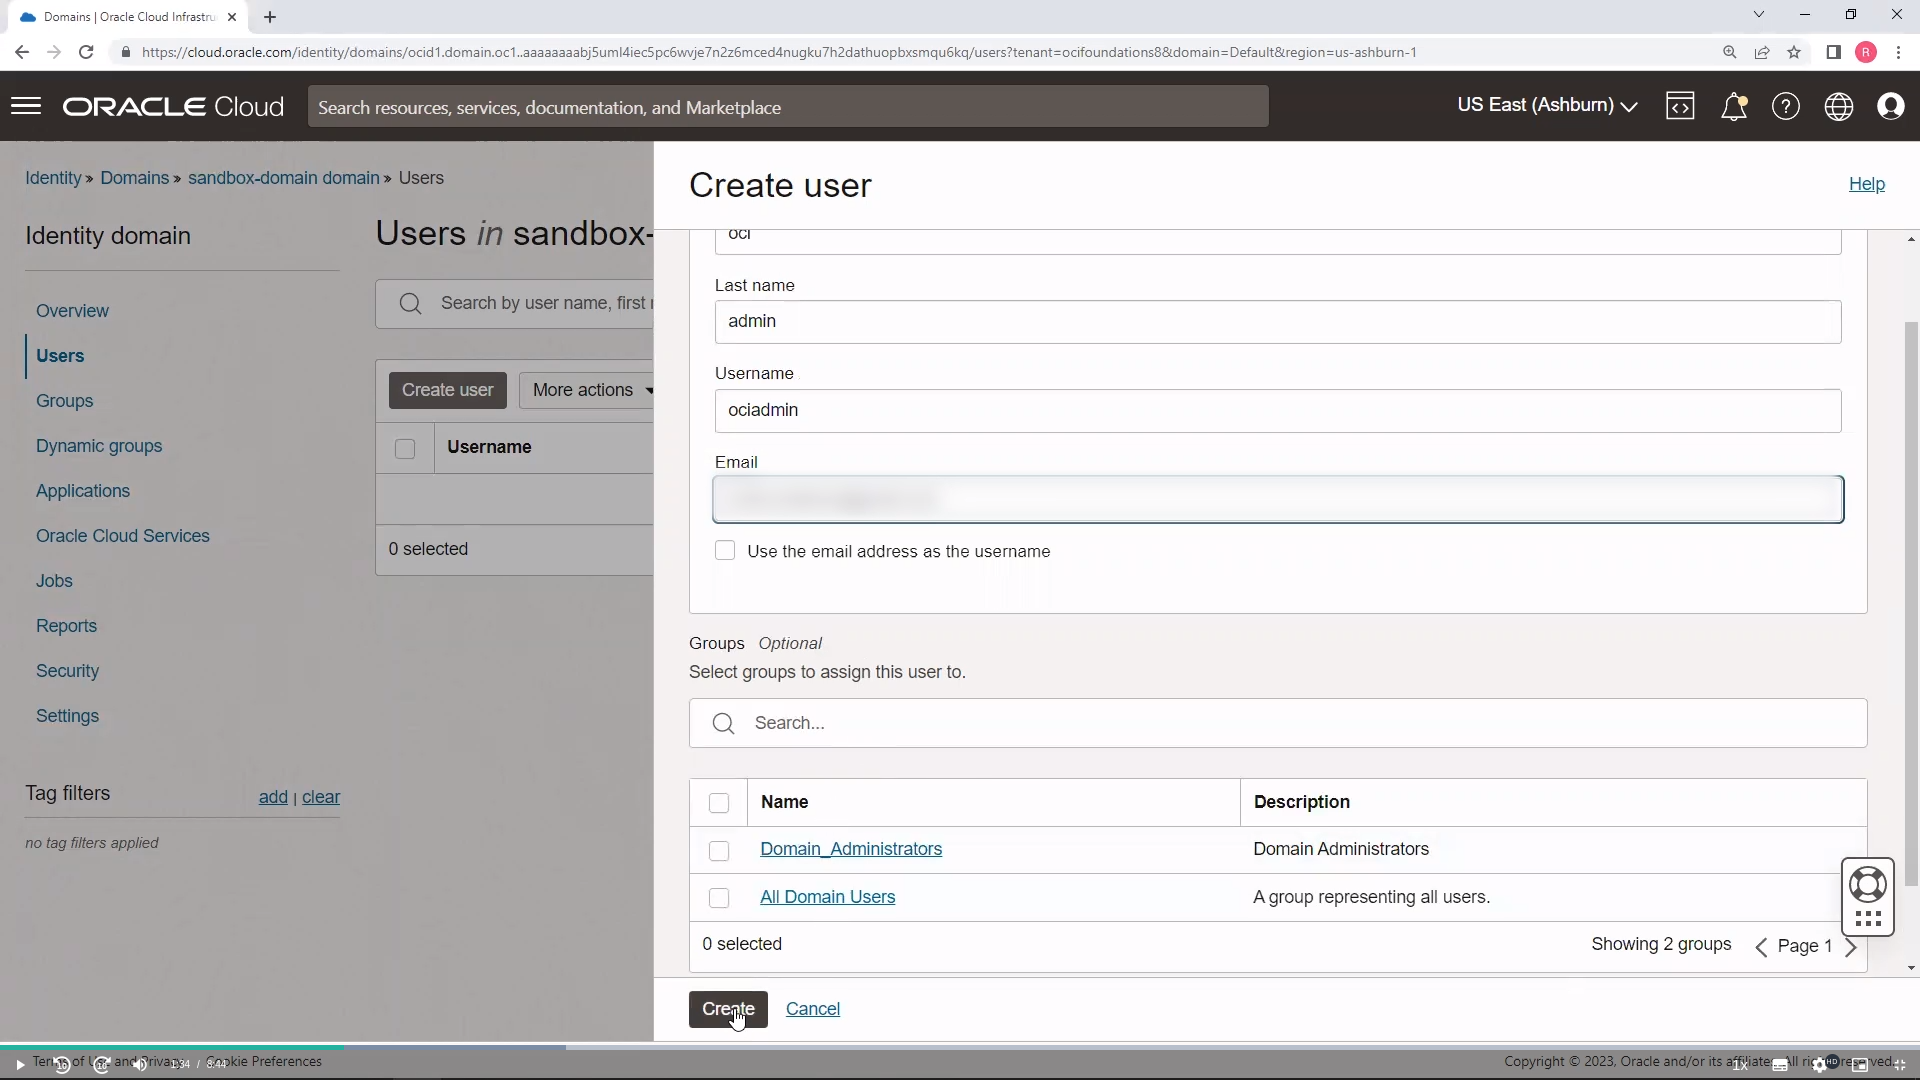 Domains | Oracle Cloud Infrastru
https://cloud.oracle.com/identity/domains/ocid1.domain.oc1..aaaaaaaabj5uml4iec5pc6wvje7n2z6mced4nugku7h2dathuopbxsmqu6kq/users?tenant=ocifoundations8&domain=Default&region=us-ashburn-1
R
ORACLE Cloud
Search resources, services, documentation, and Marketplace
US East (Ashburn)
Identity » Domains » sandbox-domain domain » Users
Identity domain
Overview
Users
Groups
Dynamic groups
Applications
Oracle Cloud Services
Jobs
Reports
Security
Settings
Tag filters
add | clear
no tag filters applied
Users in sandbox-
Search by user name, first
Create user
More actions
Username
0 selected
Create user
Help
oci
Last name
admin
Username
ociadmin
Email
Use the email address as the username
Groups Optional
Select groups to assign this user to.
Search...
Name
Description
Domain_Administrators
Domain Administrators
All Domain Users
A group representing all users.
0 selected
Showing 2 groups
Page 1
Create
Cancel
Terms of Use and Privacy
Cookie Preferences
1:34 / 8:44
Copyright © 2023, Oracle and/or its affiliates. All rights reserved.
1x
HD